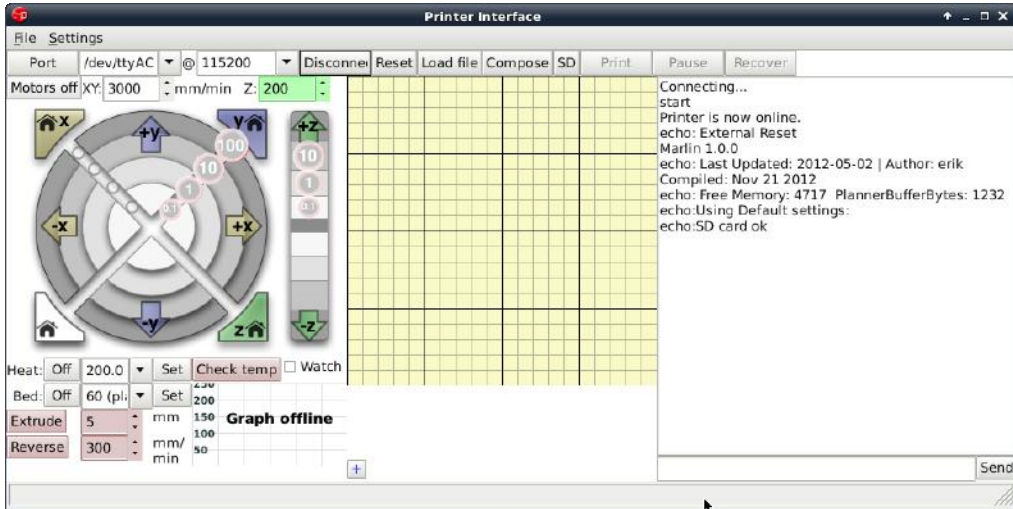 Printer Interface
File Settings
Port /dev/ttyAC @ 115200 Disconne Reset Load file Compose SD Print Pause Recover
Motors off XY: 3000 mm/min Z: 200
x +y y 100 10 1 0.1
-x +x
-y z
+z
10
1
0.1
-z
Heat: Off 200.0 Set Check temp Watch
Bed: Off 60 (pla Set
Extrude 5 mm
Reverse 300 mm/
min
250
200
150
100
50
Graph offline
+
Connecting...
start
Printer is now online.
echo: External Reset
Marlin 1.0.0
echo: Last Updated: 2012-05-02 | Author: erik
Compiled: Nov 21 2012
echo: Free Memory: 4717 PlannerBufferBytes: 1232
echo:Using Default settings:
echo:SD card ok
Send